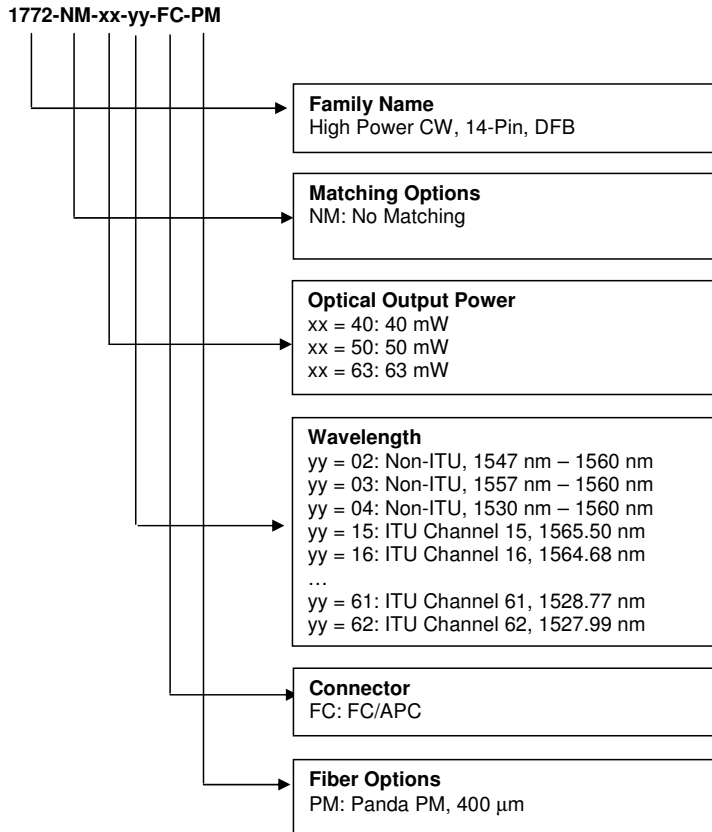 1772-NM-xx-yy-FC-PM
Family Name
High Power CW, 14-Pin, DFB
Matching Options
NM: No Matching
Optical Output Power
xx = 40: 40 mW
xx = 50: 50 mW
xx = 63: 63 mW
Wavelength
yy = 02: Non-ITU, 1547 nm – 1560 nm
yy = 03: Non-ITU, 1557 nm – 1560 nm
yy = 04: Non-ITU, 1530 nm – 1560 nm
yy = 15: ITU Channel 15, 1565.50 nm
yy = 16: ITU Channel 16, 1564.68 nm
…
yy = 61: ITU Channel 61, 1528.77 nm
yy = 62: ITU Channel 62, 1527.99 nm
Connector
FC: FC/APC
Fiber Options
PM: Panda PM, 400 μm